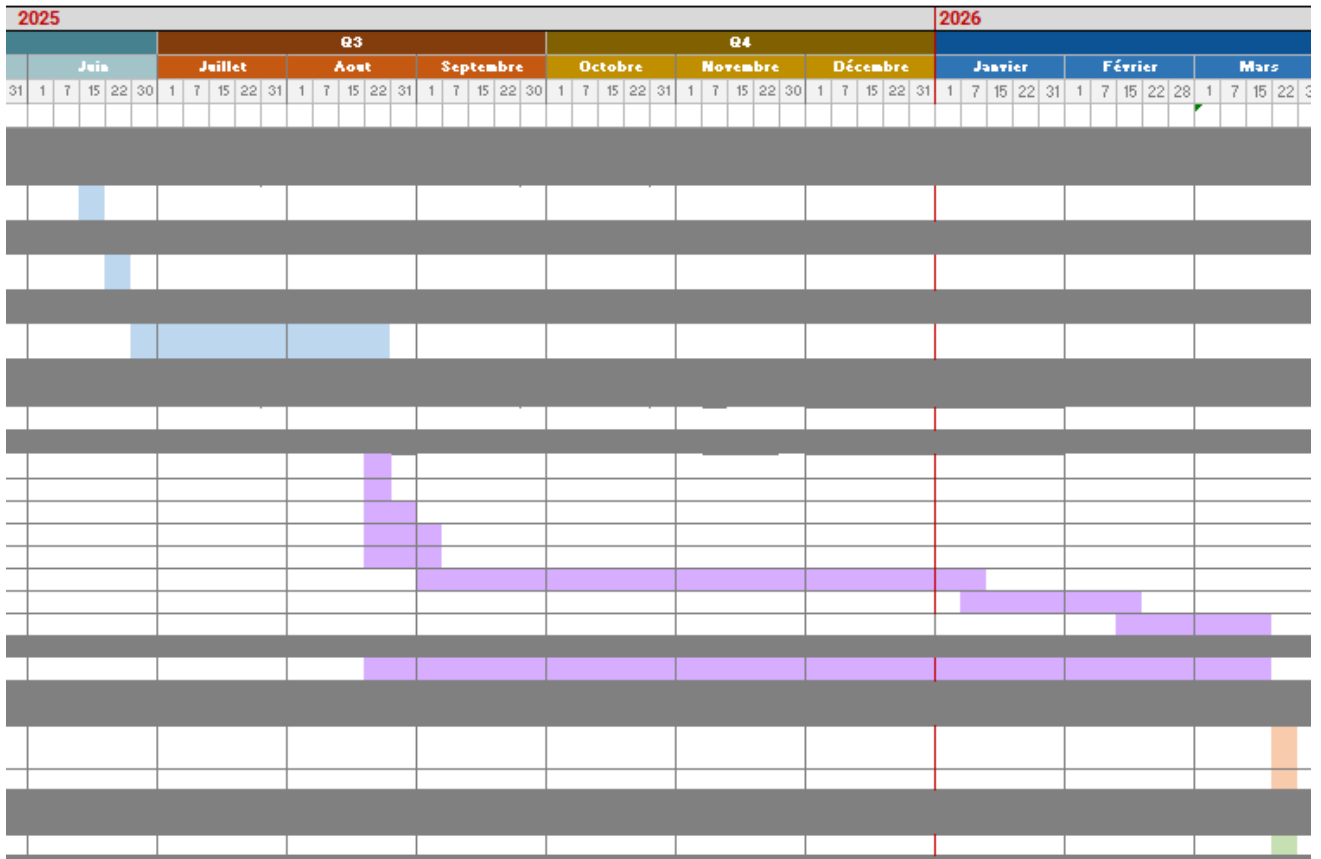 2025 2026
Q3 Q4
Juin Juillet Aout Septembre Octobre Novembre Décembre Janvier Février Mars
31 1 7 15 22 30 1 7 15 22 31 1 7 15 22 31 1 7 15 22 30 1 7 15 22 31 1 7 15 22 30 1 7 15 22 31 1 7 15 22 31 1 7 15 22 28 1 7 15 22